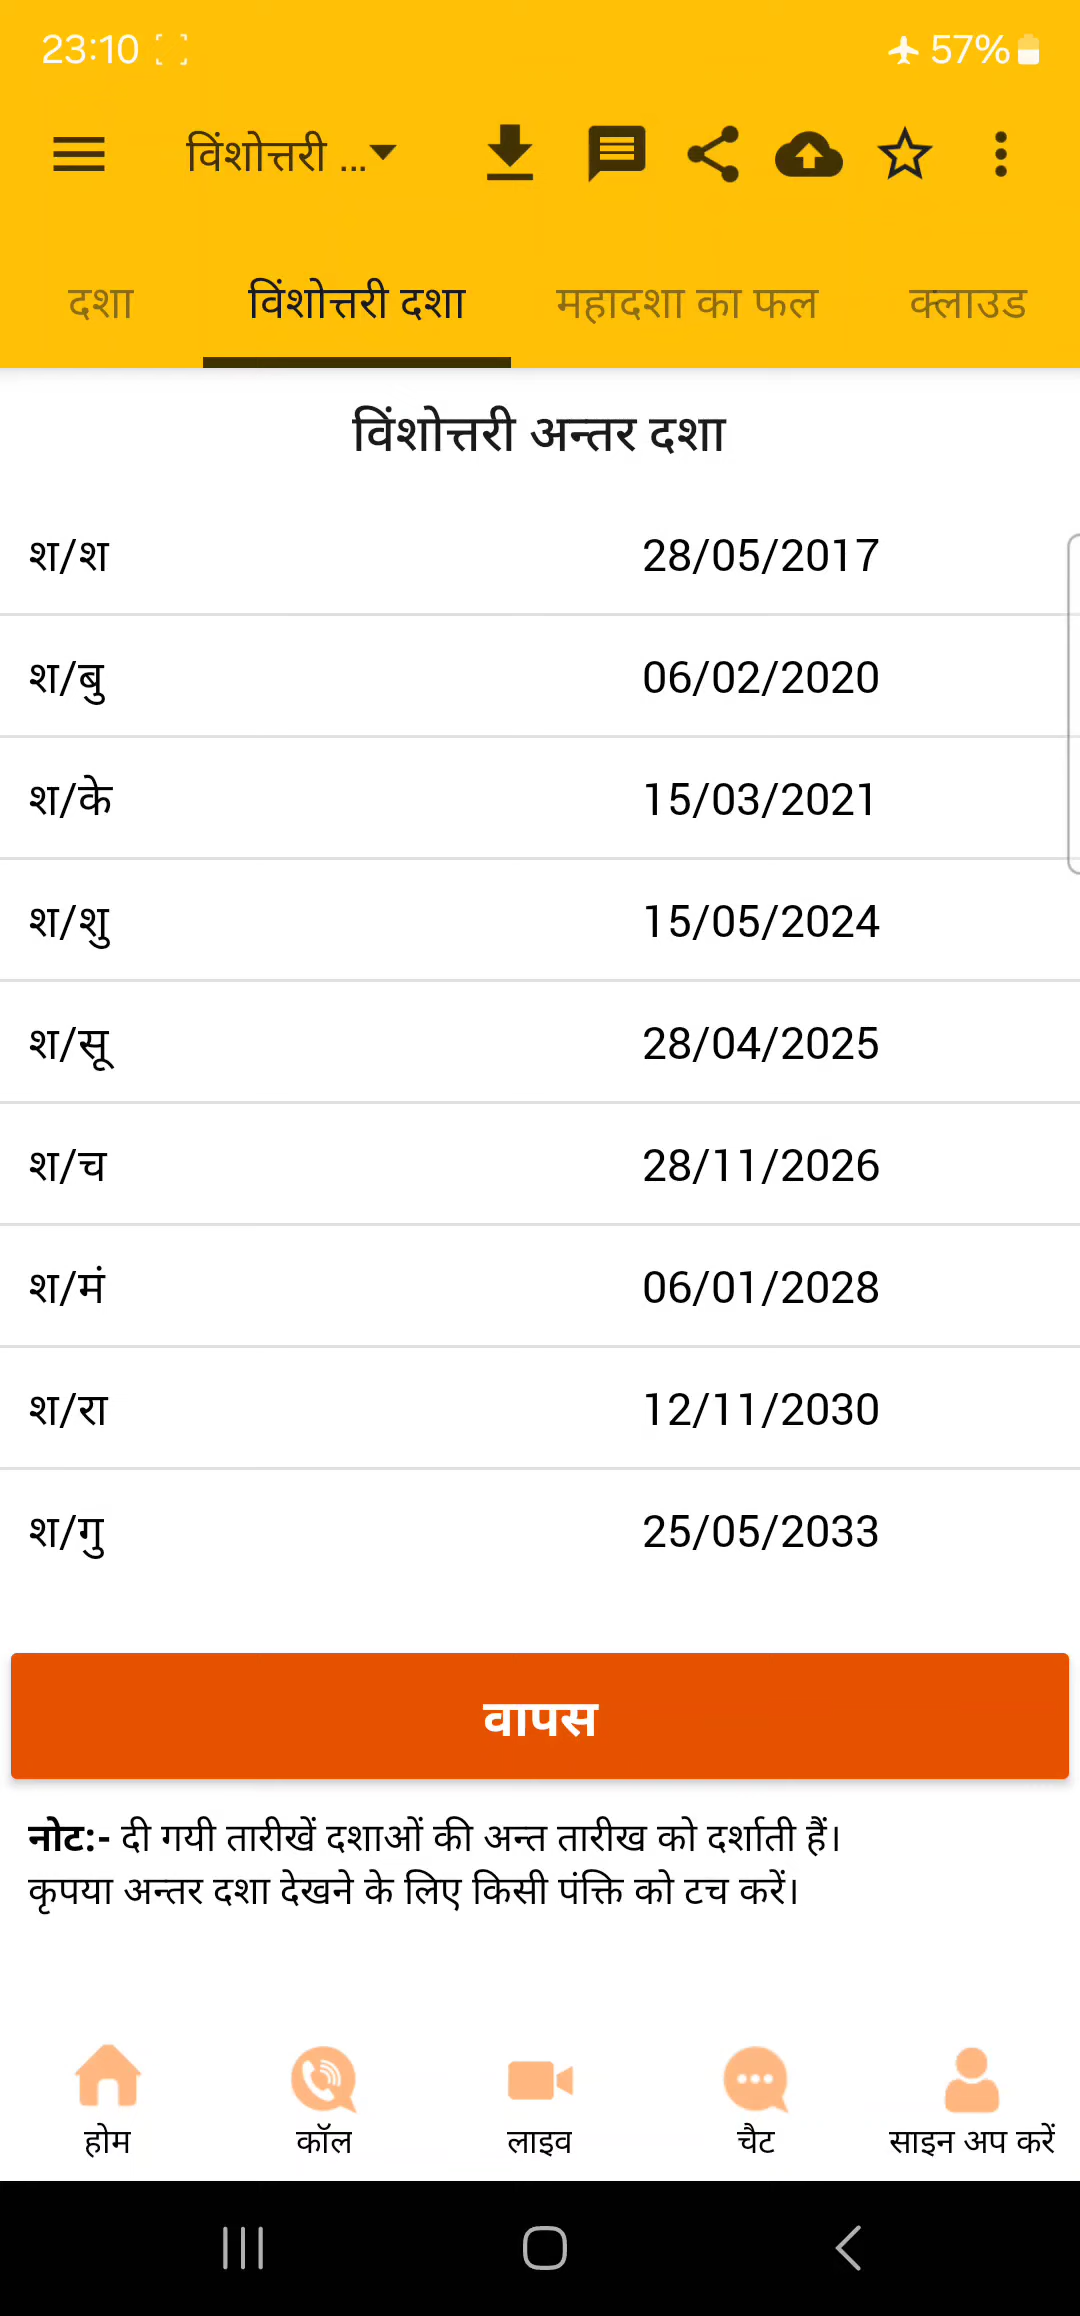 23:10 57%
विंशोत्तरी ...
दशा विंशोत्तरी दशा महादशा का फल क्लाउड
विंशोत्तरी अन्तर दशा
श/श 28/05/2017
श/बु 06/02/2020
श/के 15/03/2021
श/शु 15/05/2024
श/सू 28/04/2025
श/च 28/11/2026
श/मं 06/01/2028
श/रा 12/11/2030
श/गु 25/05/2033
वापस
नोट:- दी गयी तारीखें दशाओं की अन्त तारीख को दर्शाती हैं।
कृपया अन्तर दशा देखने के लिए किसी पंक्ति को टच करें।
होम कॉल लाइव चैट साइन अप करें